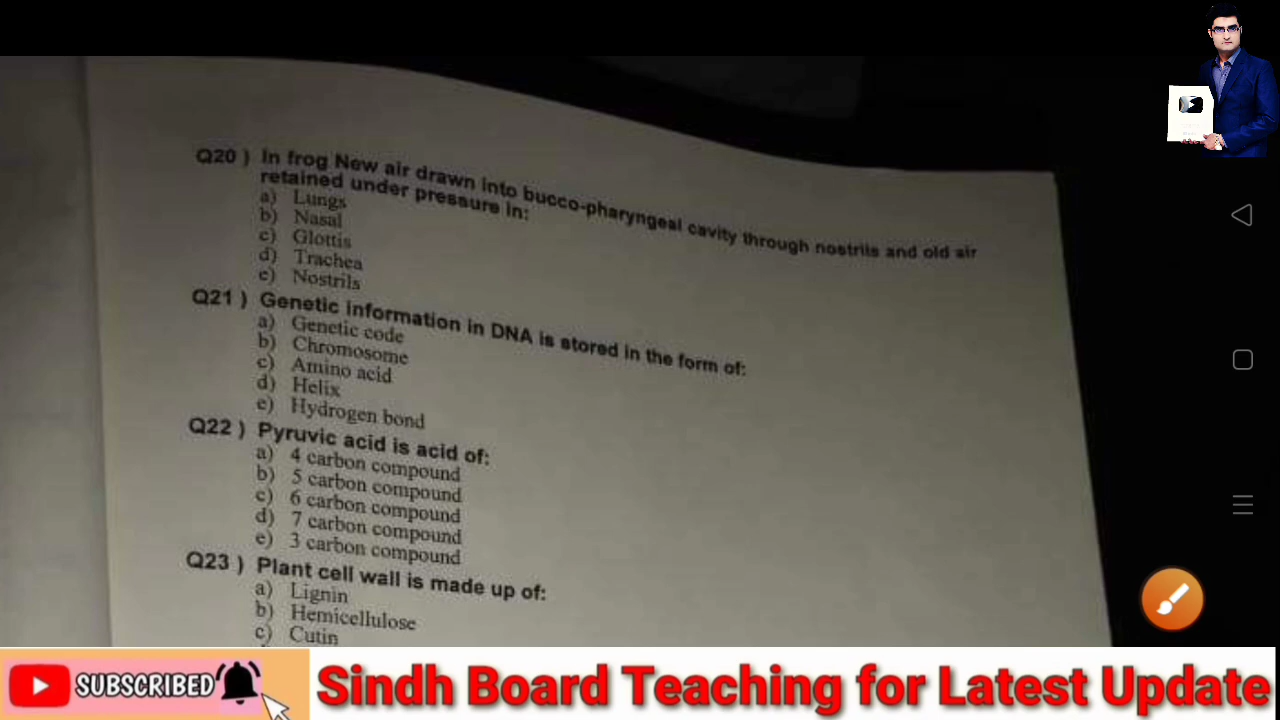 Q20 ) In frog New air drawn into bucco-pharyngeal cavity through nostrils and old air
retained under pressure in:
a) Lungs
b) Nasal
c) Glottis
d) Trachea
e) Nostrils
Q21 ) Genetic information in DNA is stored in the form of:
a) Genetic code
b) Chromosome
c) Amino acid
d) Helix
e) Hydrogen bond
Q22 ) Pyruvic acid is acid of:
a) 4 carbon compound
b) 5 carbon compound
c) 6 carbon compound
d) 7 carbon compound
e) 3 carbon compound
Q23 ) Plant cell wall is made up of:
a) Lignin
b) Hemicellulose
c) Cutin
SUBSCRIBED
Sindh Board Teaching for Latest Update